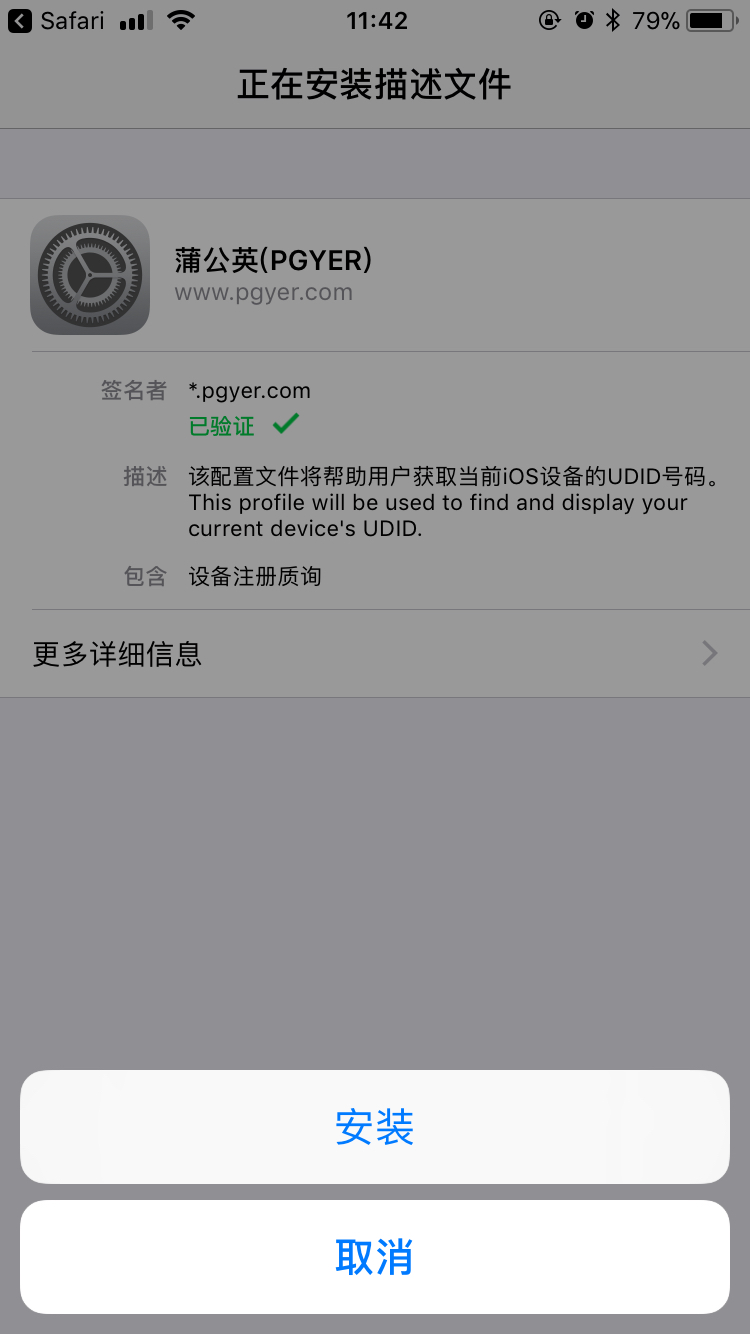 Safari 11:42 79%
正在安装描述文件
蒲公英(PGYER)
www.pgyer.com
签名者 *.pgyer.com
已验证
描述 该配置文件将帮助用户获取当前iOS设备的UDID号码。
This profile will be used to find and display your
current device's UDID.
包含 设备注册质询
更多详细信息
安装
取消